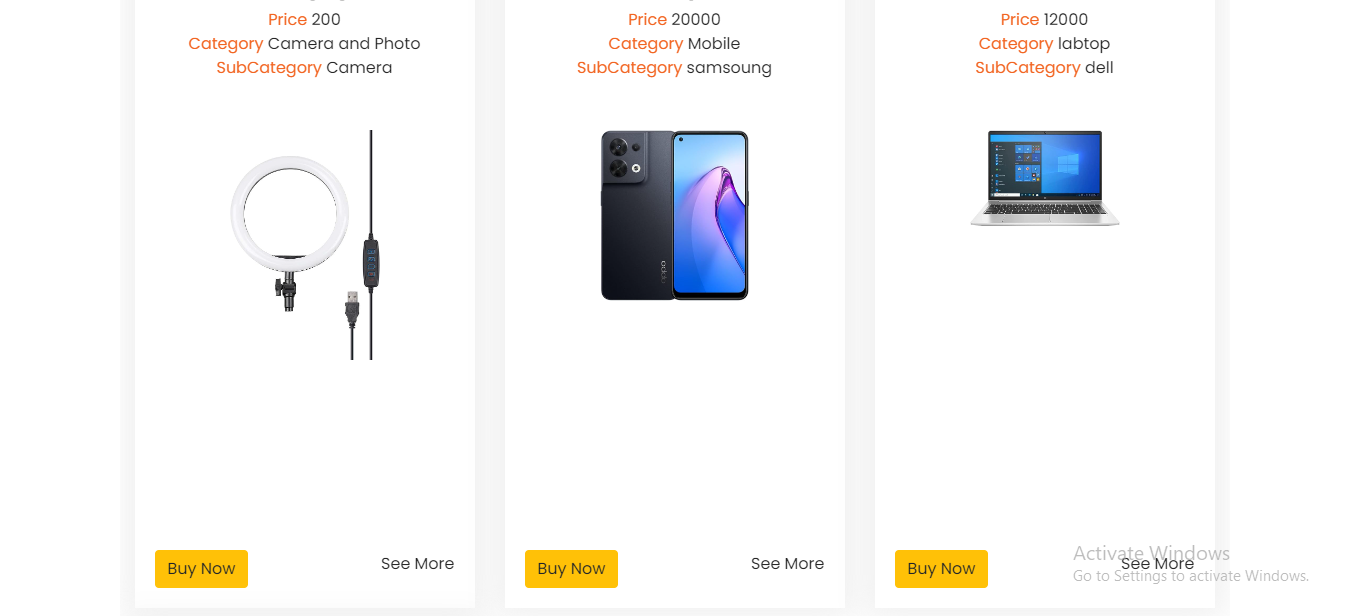 Price 200
Category Camera and Photo
SubCategory Camera
Buy Now
See More
Price 20000
Category Mobile
SubCategory samsoung
oppo
Buy Now
See More
Price 12000
Category labtop
SubCategory dell
Buy Now
See More
Activate Windows
Go to Settings to activate Windows.